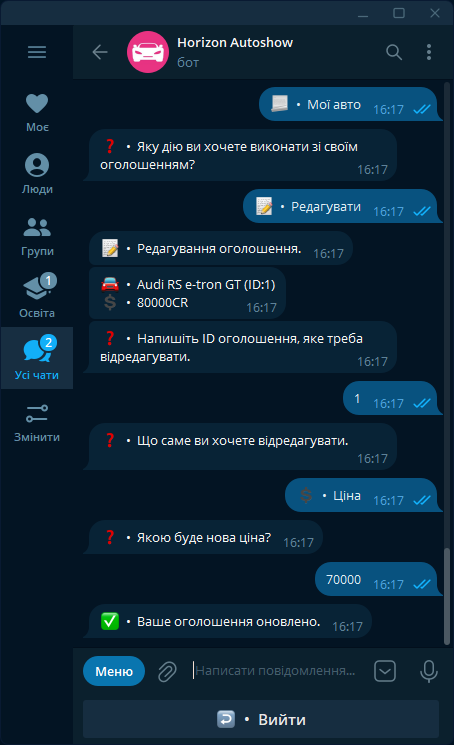 Horizon Autoshow
бот
📃 • Мої авто 16:17
❓ • Яку дію ви хочете виконати зі своїм
оголошенням? 16:17
Моє
Люди
📝 • Редагувати 16:17
Групи
📝 • Редагування оголошення. 16:17
1
Освіта
🚘 • Audi RS e-tron GT (ID:1)
💲 • 80000CR 16:17
2
Усі чати
❓ • Напишіть ID оголошення, яке треба
відредагувати. 16:17
Змінити
1 16:17
❓ • Що саме ви хочете відредагувати.
16:17
💲 • Ціна 16:17
❓ • Якою буде нова ціна? 16:17
70000 16:17
✅ • Ваше оголошення оновлено. 16:17
Меню
Написати повідомлення...
↩️ • Вийти